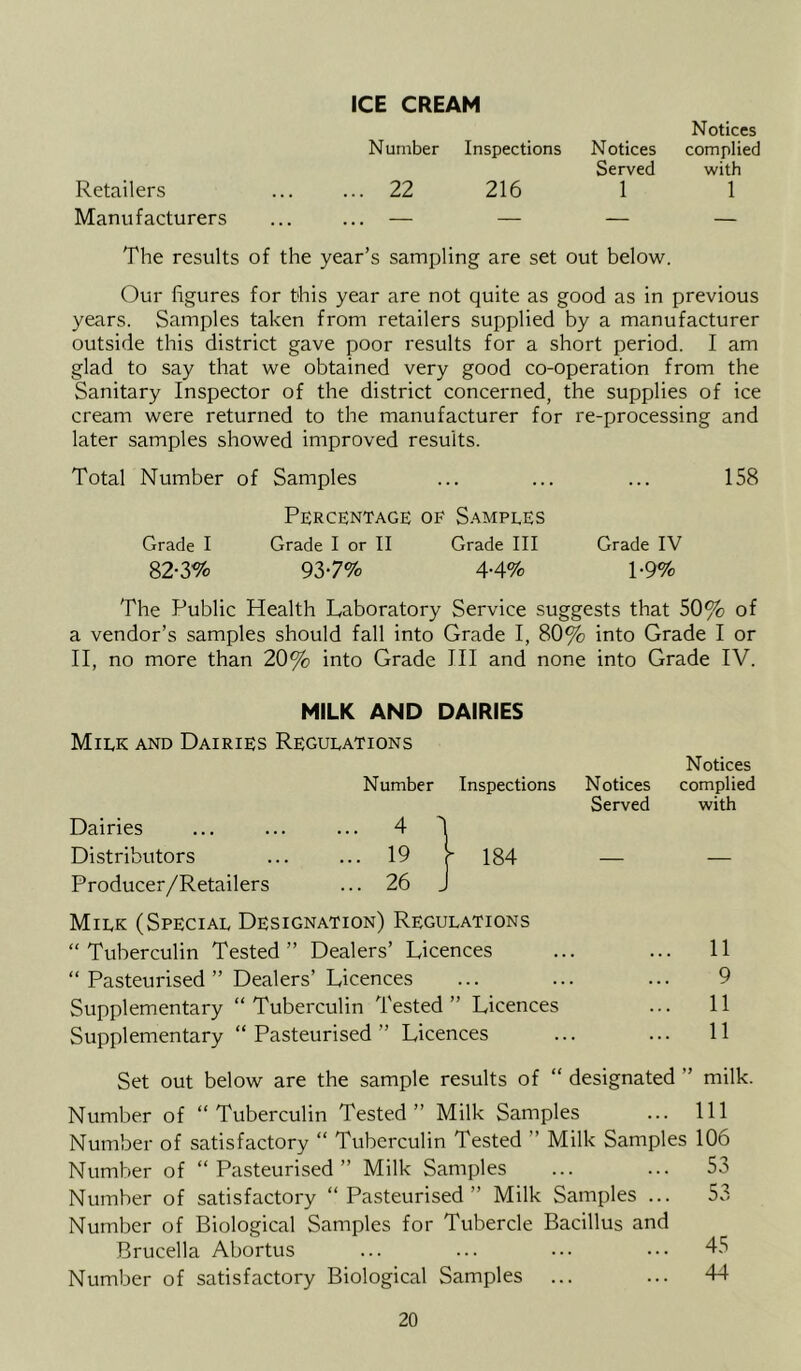 ICE CREAM
Notices
Number Inspections Notices complied
Served with
Retailers ... ... 22 216 1 1
Manufacturers ... ... — — — —
The results of the year's sampling are set out below.
Our figures for this year are not quite as good as in previous
years. Samples taken from retailers supplied by a manufacturer
outside this district gave poor results for a short period. I am
glad to say that we obtained very good co-operation from the
Sanitary Inspector of the district concerned, the supplies of ice
cream were returned to the manufacturer for re-processing and
later samples showed improved results.
Total Number of Samples ... ... ... 158
Percentage of Samples
Grade I Grade I or II Grade III Grade IV
82·3% 93·7% 4·4% 1·9%
The Public Health Laboratory Service suggests that 50% of
a vendor's samples should fall into Grade I, 80% into Grade I or
II, no more than 20% into Grade III and none into Grade IV.
MILK AND DAIRIES
Milk and Dairies Regulations
Notices
Number Inspections Notices complied
Served with
Dairies ... ... ... 4
Distributors ... ... 19 } 184 — —
Producer/Retailers ... 26
Milk (Special Designation) Regulations
“ Tuberculin Tested ” Dealers' Licences ... ... 11
“ Pasteurised ” Dealers' Licences ... ... ... 9
Supplementary “ Tuberculin Tested ” Licences ... 11
Supplementary “ Pasteurised ” Licences ... ... 11
Set out below are the sample results of “ designated ” milk.
Number of “ Tuberculin Tested ” Milk Samples ... 111
Number of satisfactory “ Tuberculin Tested ” Milk Samples 106
Number of “ Pasteurised ” Milk Samples ... ... 53
Number of satisfactory “ Pasteurised ” Milk Samples ... 53
Number of Biological Samples for Tubercle Bacillus and
Brucella Abortus ... ... ... ... 45
Number of satisfactory Biological Samples ... ... 44
20